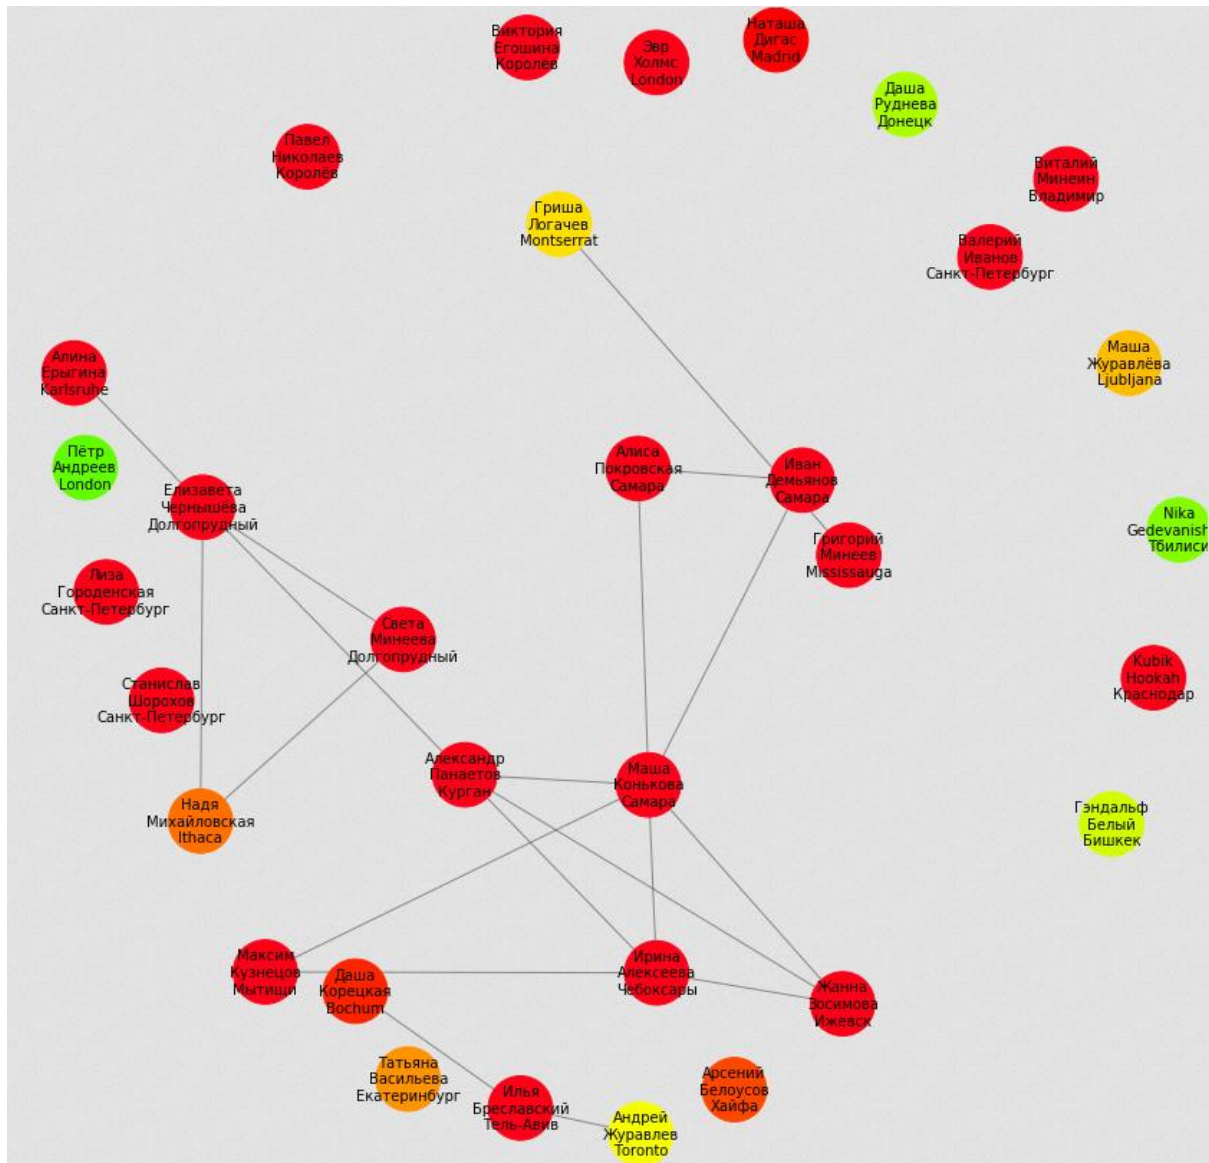 Виктория
Егошина
Королёв
Эвр
Холмс
London
Наташа
Дигас
Madrid
Даша
Руднева
Донецк
Павел
Николаев
Королёв
Виталий
Минеин
Владимир
Гриша
Логачев
Montserrat
Валерий
Иванов
Санкт-Петербург
Алина
Ерыгина
Karlsruhe
Маша
Журавлёва
Ljubljana
Пётр
Андреев
London
Алиса
Покровская
Самара
Иван
Демьянов
Самара
Елизавета
Чернышёва
Долгопрудный
Nika
Gedevanish
Тбилиси
Григорий
Минеев
Mississauga
Лиза
Городенская
Санкт-Петербург
Света
Минеева
Долгопрудный
Kubik
Hookah
Краснодар
Станислав
Шорохов
Санкт-Петербург
Александр
Панаетов
Курган
Маша
Конькова
Самара
Надя
Михайловская
Ithaca
Гэндальф
Белый
Бишкек
Максим
Кузнецов
Мытищи
Даша
Корецкая
Bochum
Ирина
Алексеева
Чебоксары
Жанна
Зосимова
Ижевск
Татьяна
Васильева
Екатеринбург
Илья
Бреславский
Тель-Авив
Арсений
Белоусов
Хайфа
Андрей
Журавлев
Toronto